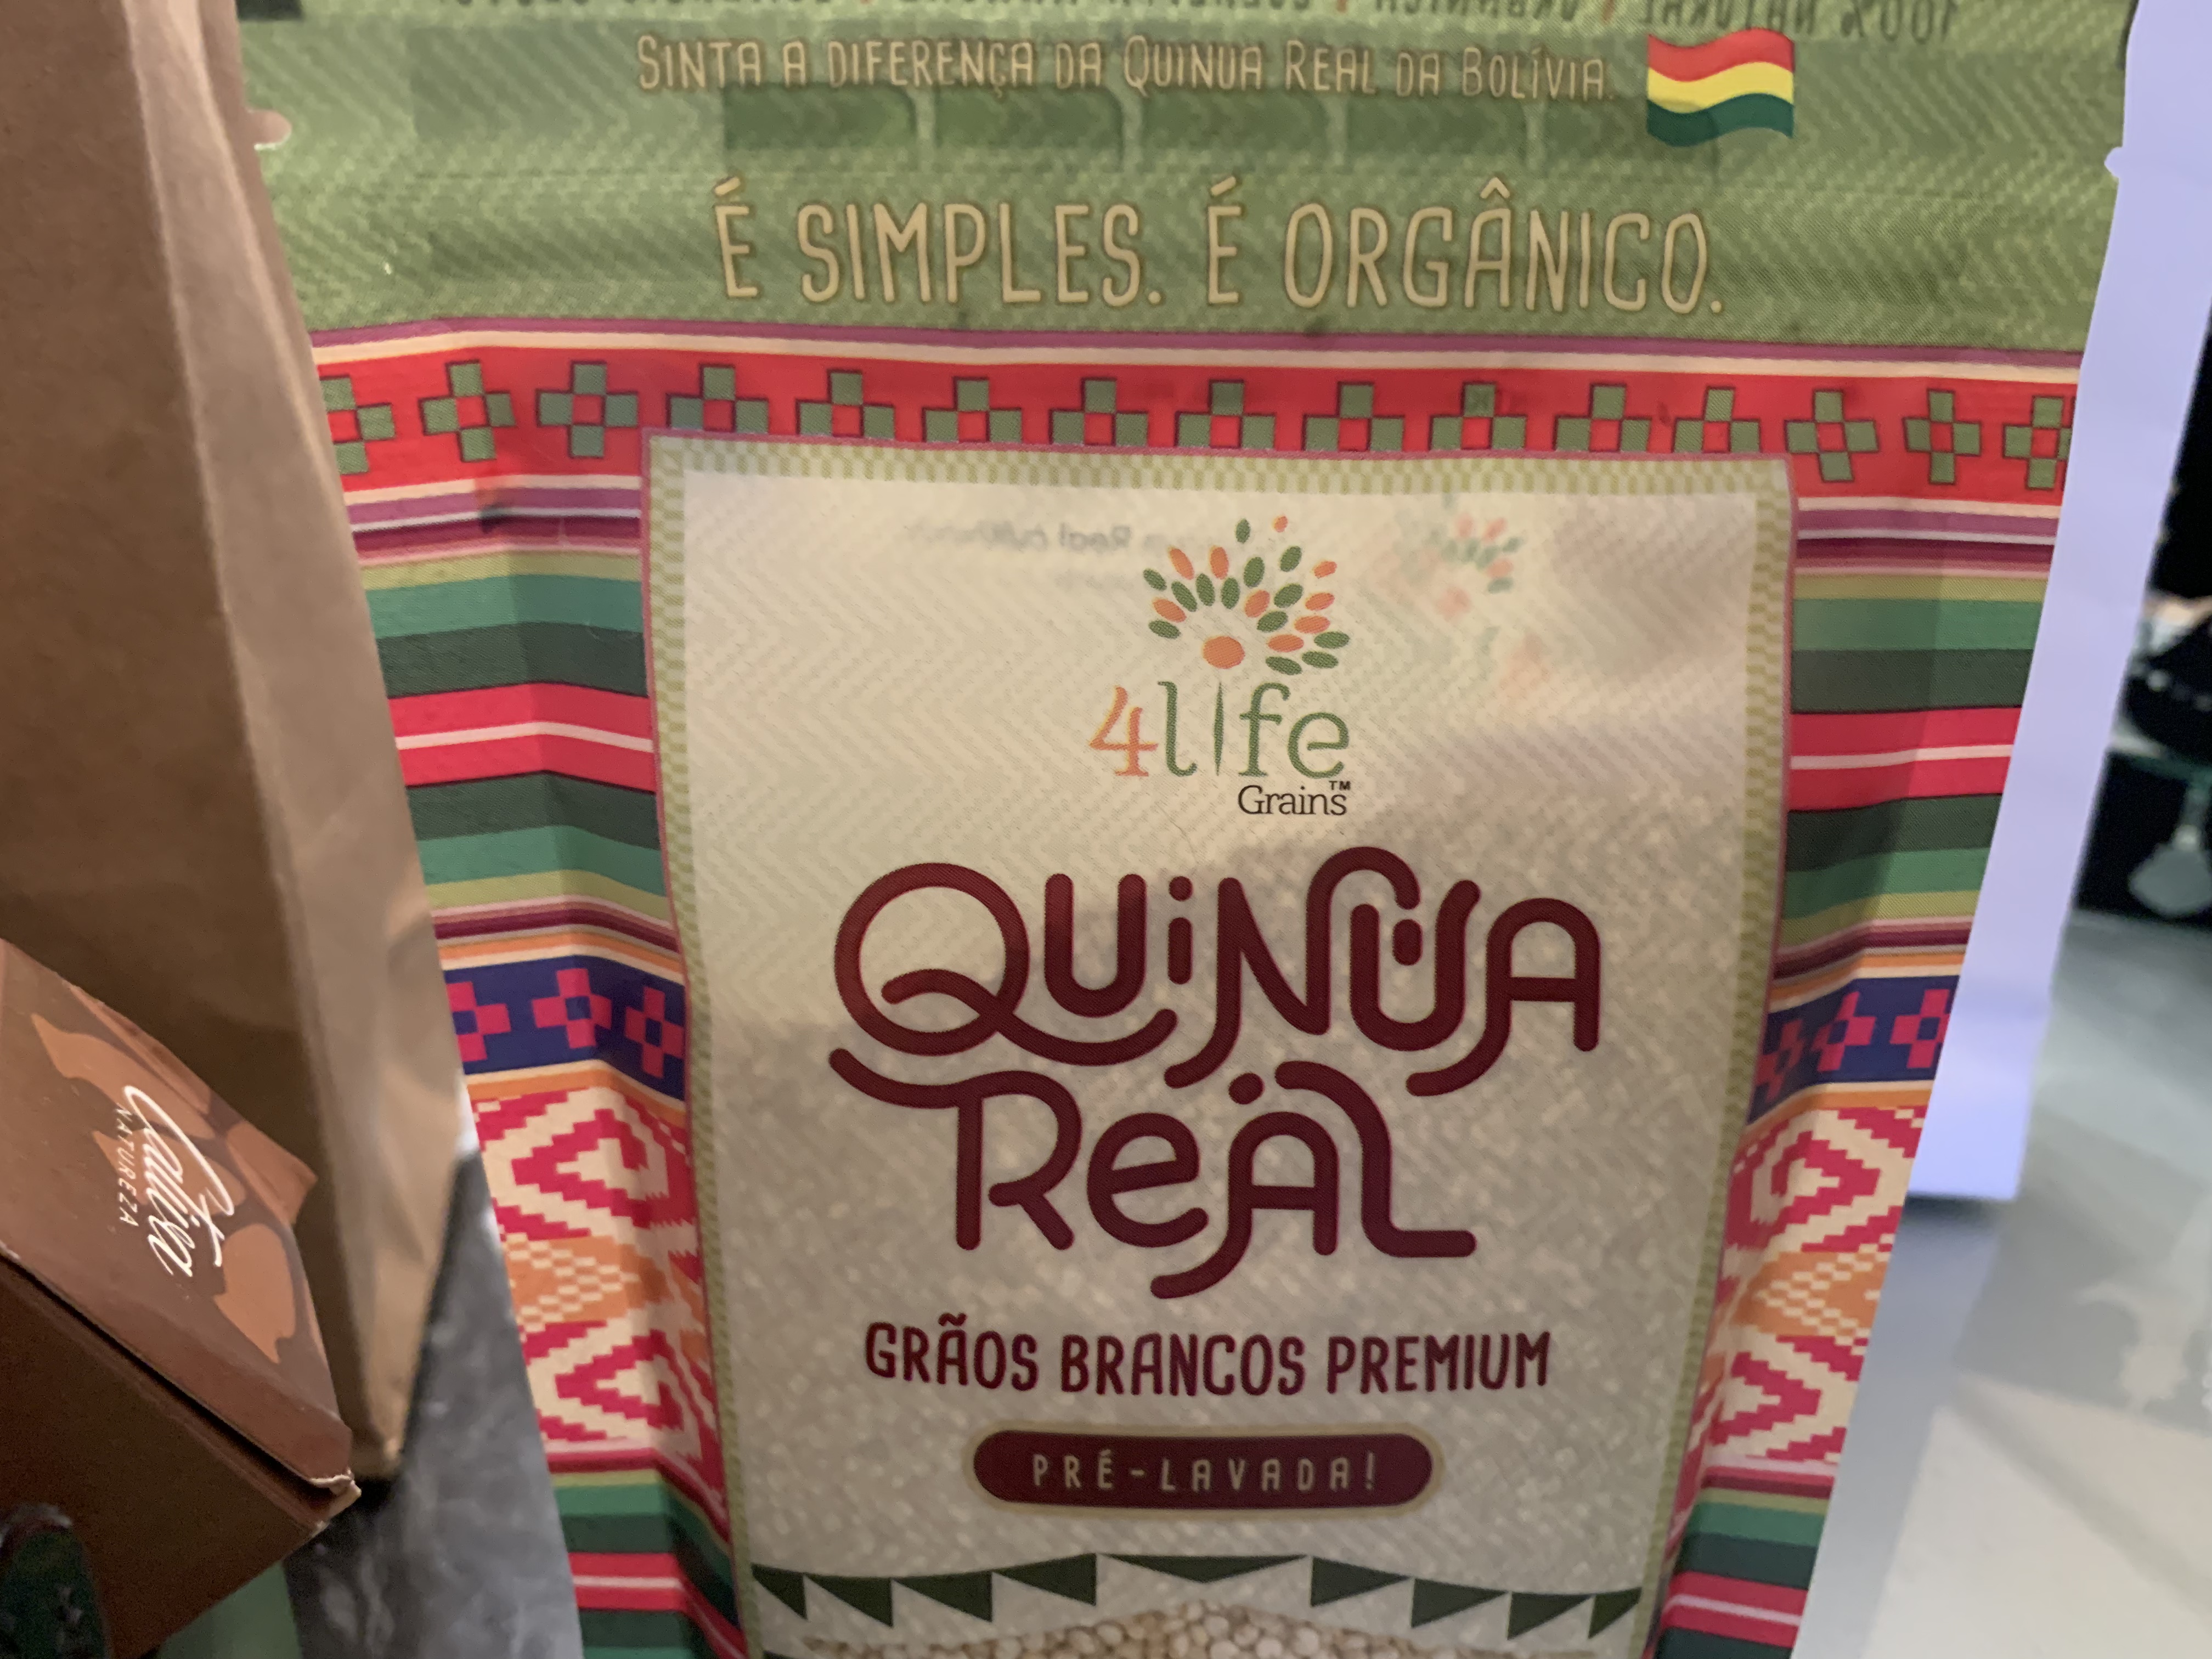 SINTA A DIFERENÇA DA QUINUA REAL DA BOLÍVIA.
É SIMPLES. É ORGÂNICO.
4life
Grains™
QUINUA
REAL
GRÃOS BRANCOS PREMIUM
PRÉ-LAVADA!
Cativa
NATUREZA